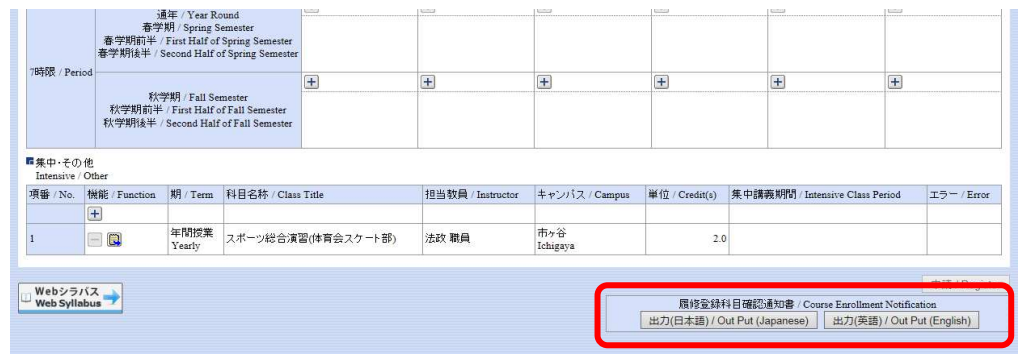 通年 / Year Round
春学期 / Spring Semester
春学期前半 / First Half of Spring Semester
春学期後半 / Second Half of Spring Semester
7時限 / Period
秋学期 / Fall Semester
秋学期前半 / First Half of Fall Semester
秋学期後半 / Second Half of Fall Semester
集中・その他
Intensive / Other
項番 / No. 機能 / Function 期 / Term 科目名称 / Class Title 担当教員 / Instructor キャンパス / Campus 単位 / Credit(s) 集中講義期間 / Intensive Class Period エラー / Error
1 年間授業 スポーツ総合演習(体育会スケート部) 法政 職員 市ヶ谷 2.0
Yearly Ichigaya
Webシラバス
Web Syllabus
履修登録科目確認通知書 / Course Enrollment Notification
出力(日本語) / Out Put (Japanese) 出力(英語) / Out Put (English)